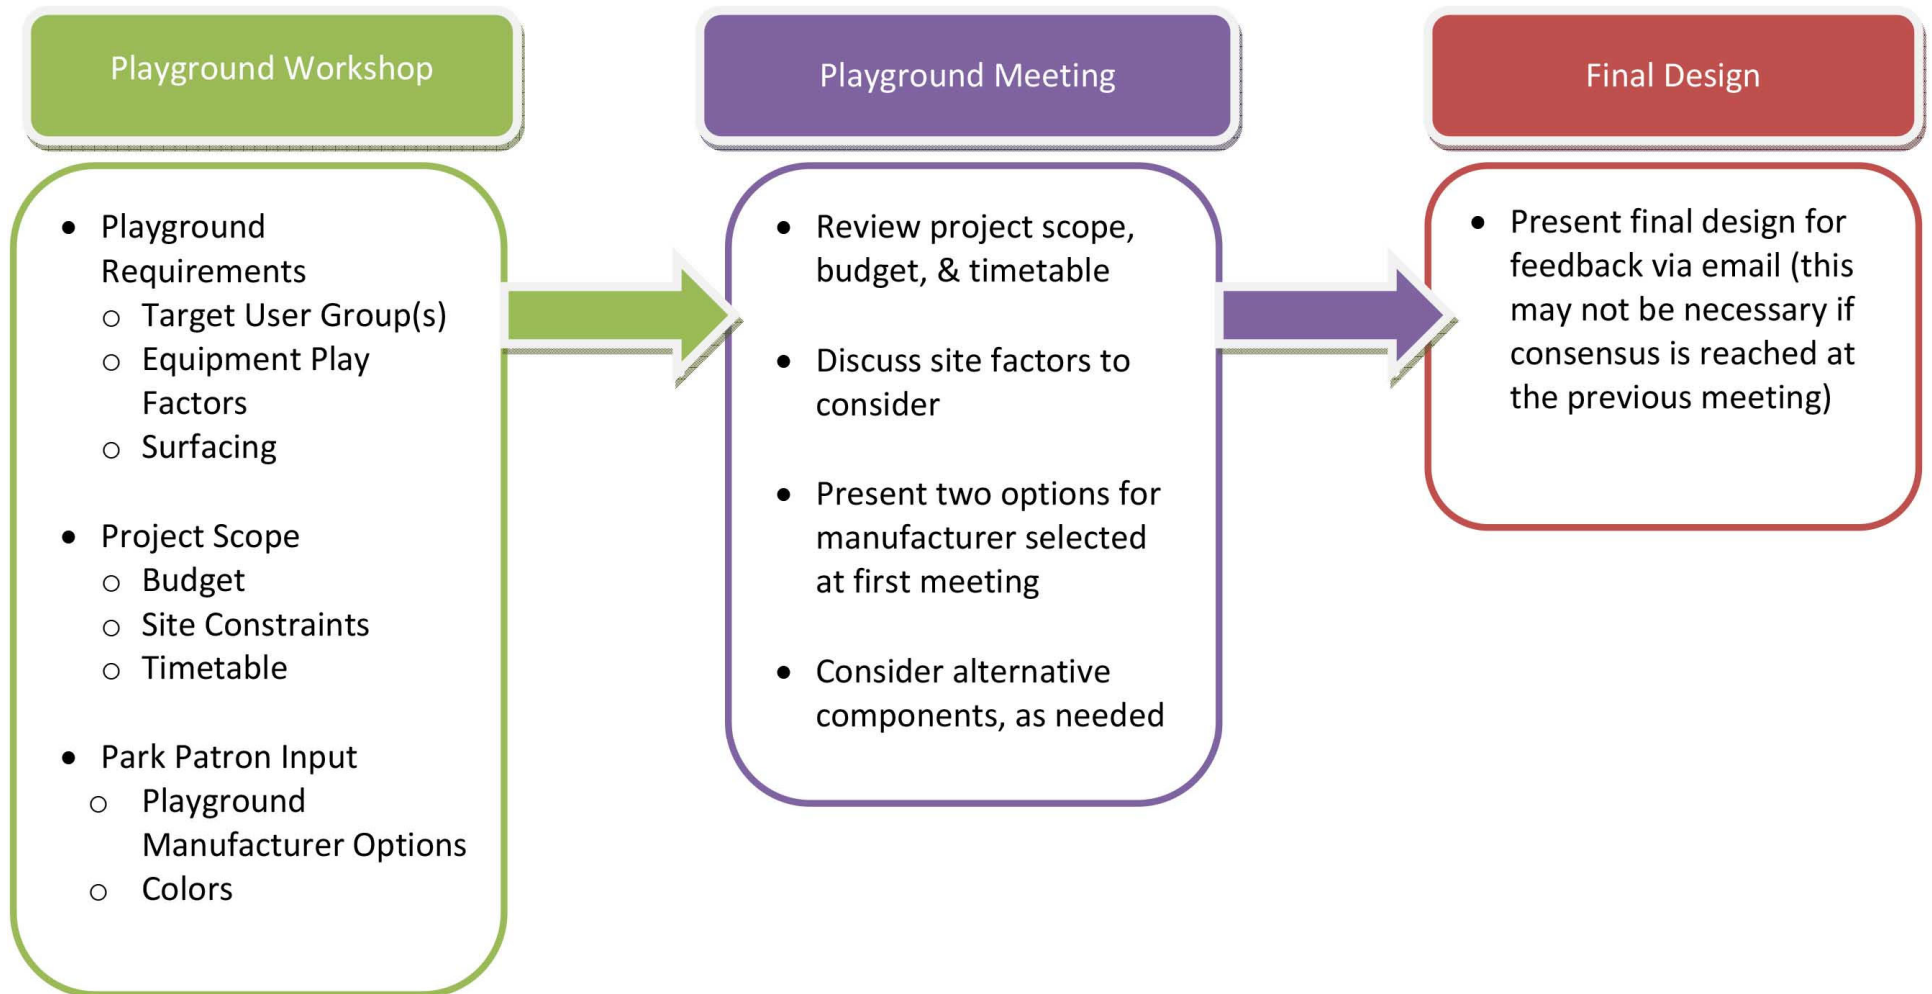 Playground Workshop
• Playground
Requirements
o Target User Group(s)
o Equipment Play
Factors
o Surfacing
• Project Scope
o Budget
o Site Constraints
o Timetable
• Park Patron Input
o Playground
Manufacturer Options
o Colors
Playground Meeting
• Review project scope,
budget, & timetable
• Discuss site factors to
consider
• Present two options for
manufacturer selected
at first meeting
• Consider alternative
components, as needed
Final Design
• Present final design for
feedback via email (this
may not be necessary if
consensus is reached at
the previous meeting)